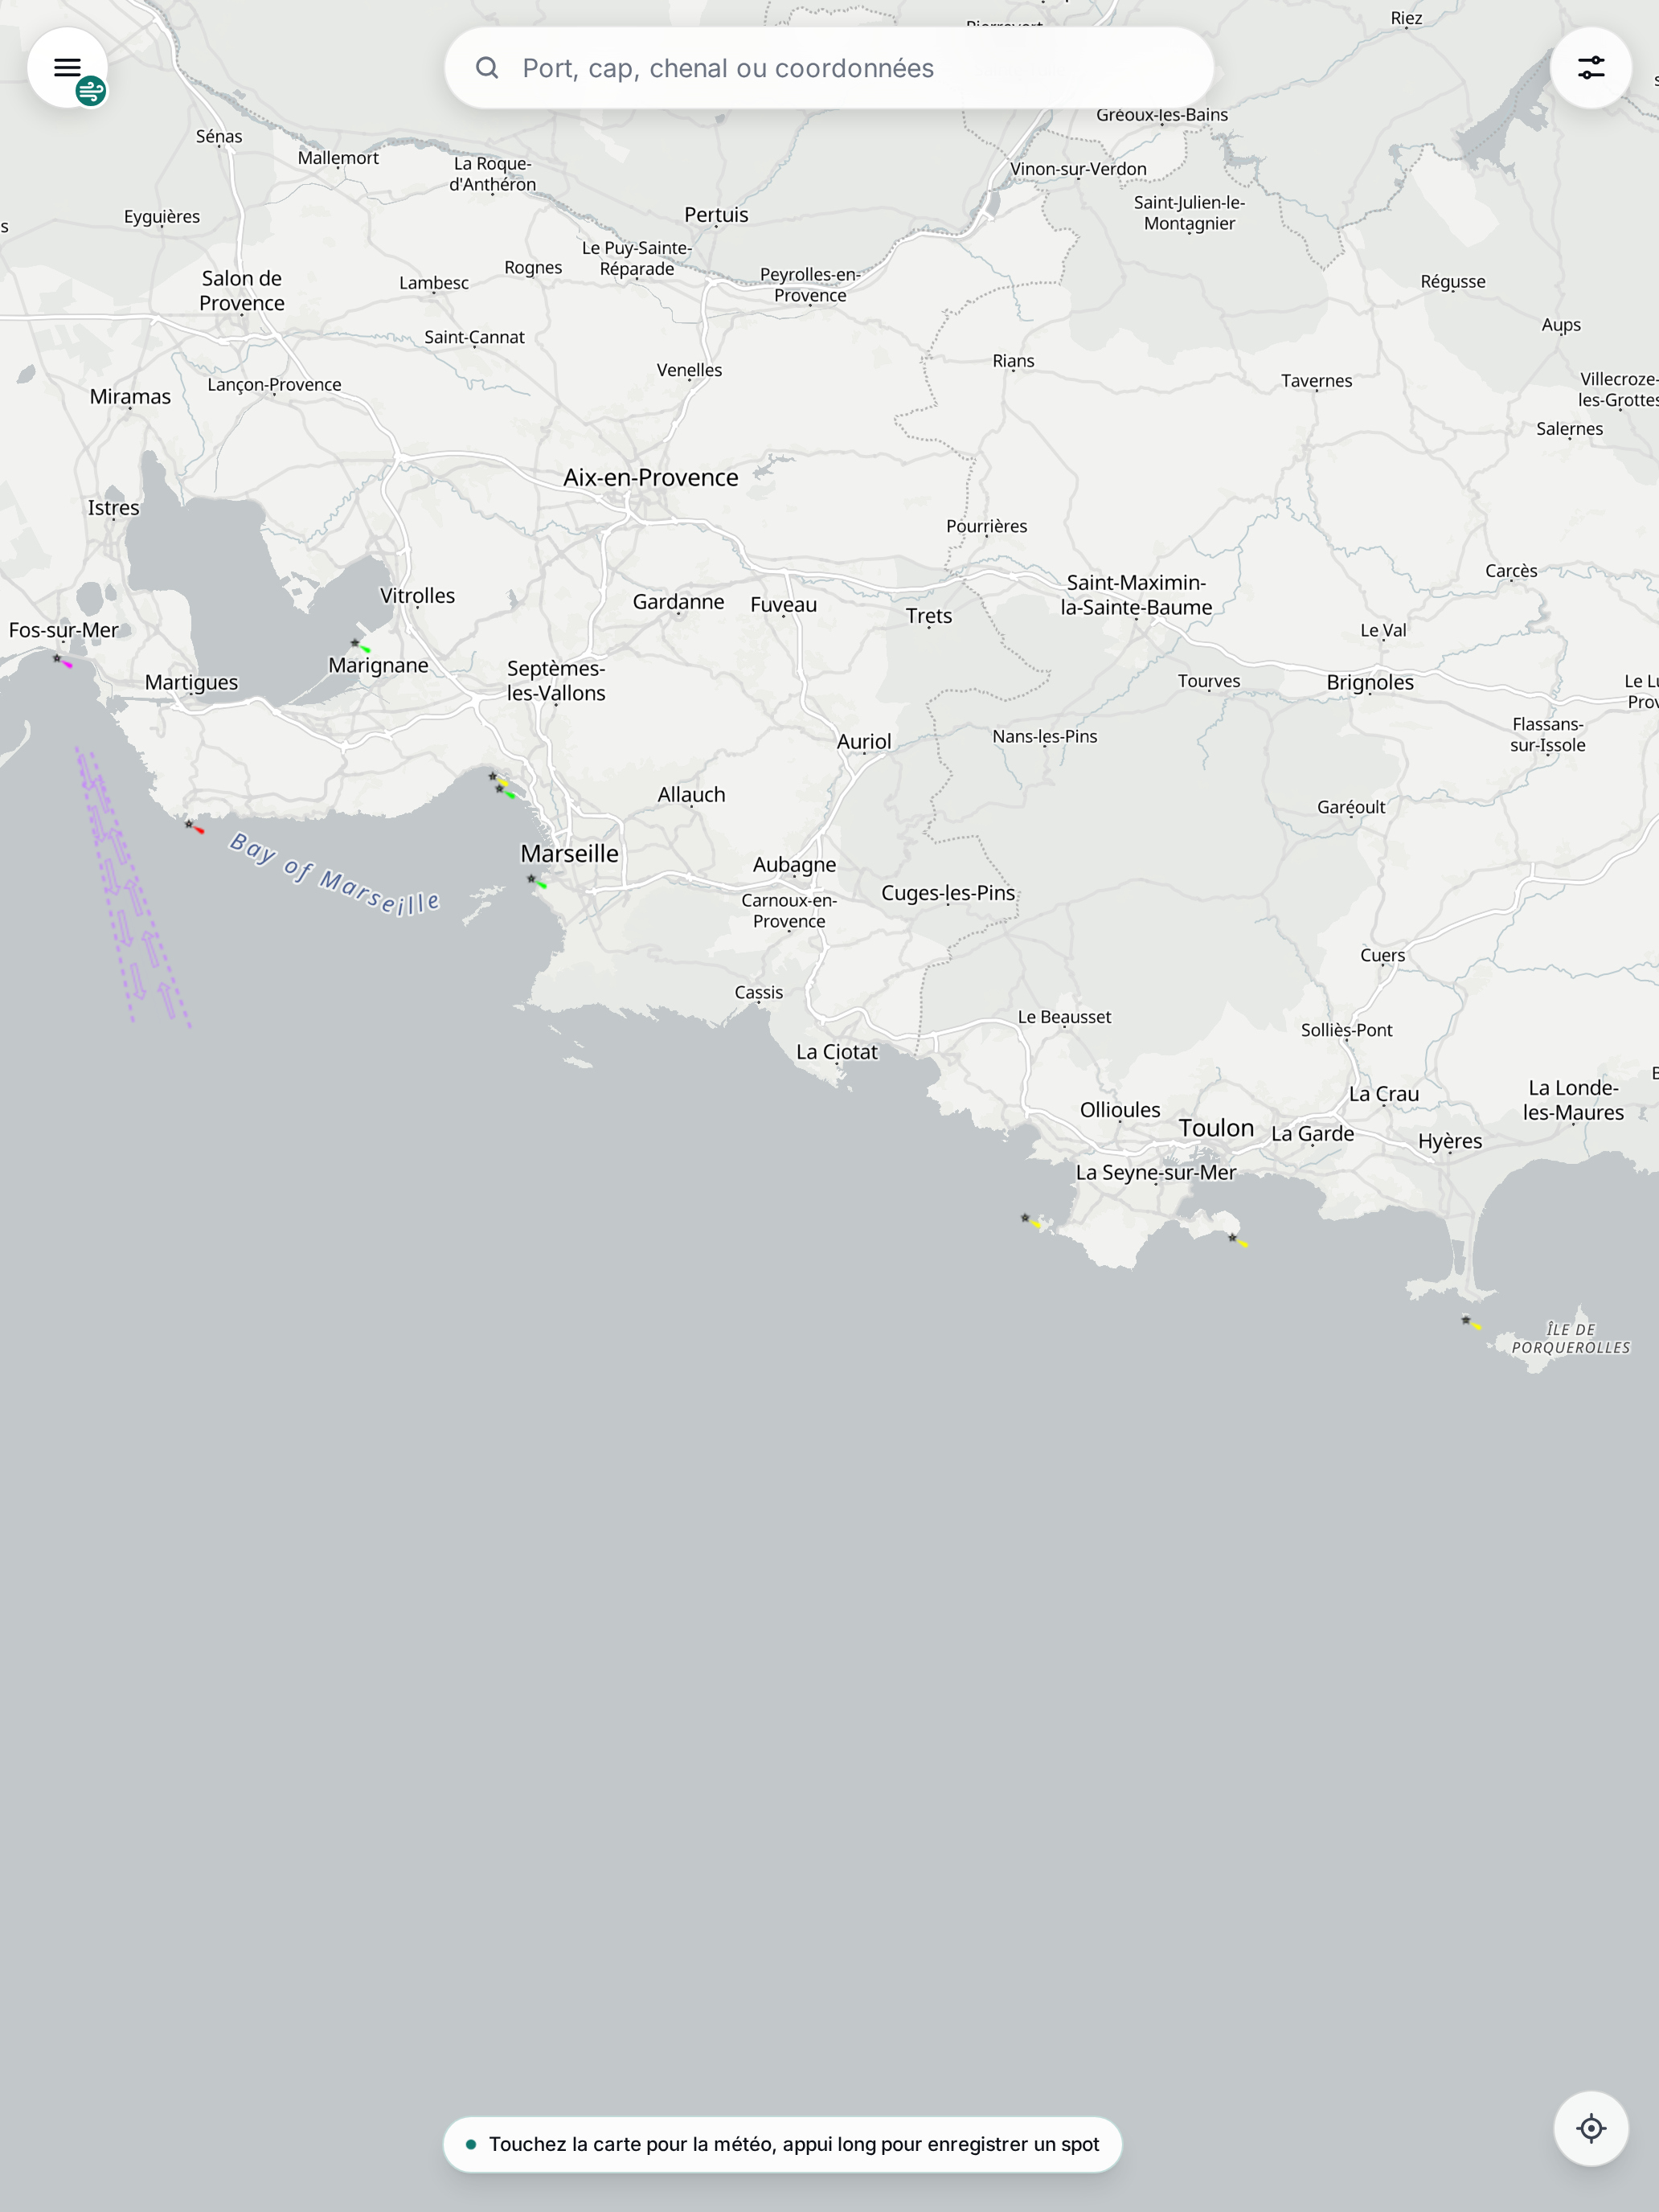 Riez
Port, cap, chenal ou coordonnées
Gréoux-les-Bains
Sénas
Mallemort
La Roque-
d'Anthéron
Vinon-sur-Verdon
Eyguières
Pertuis
Saint-Julien-le-
Montagnier
Le Puy-Sainte-
Réparade
Rognes
Peyrolles-en-
Provence
Salon de
Provence
Lambesc
Régusse
Saint-Cannat
Aups
Rians
Venelles
Tavernes
Lançon-Provence
Miramas
Villecroze-
les-Grottes
Salernes
Aix-en-Provence
Istres
Pourrières
Carcès
Vitrolles
Gardanne
Fuveau
Saint-Maximin-
la-Sainte-Baume
Trets
Fos-sur-Mer
Le Val
Marignane
Septèmes-
les-Vallons
Martigues
Tourves
Brignoles
Le Lu
Prov
Flassans-
sur-Issole
Auriol
Nans-les-Pins
Allauch
Garéoult
Bay of Marseille
Marseille
Aubagne
Cuges-les-Pins
Carnoux-en-
Provence
Cuers
Cassis
Le Beausset
Solliès-Pont
La Ciotat
La Crau
La Londe-
les-Maures
Ollioules
Toulon
La Garde
Hyères
La Seyne-sur-Mer
ÎLE DE
PORQUEROLLES
Touchez la carte pour la météo, appui long pour enregistrer un spot